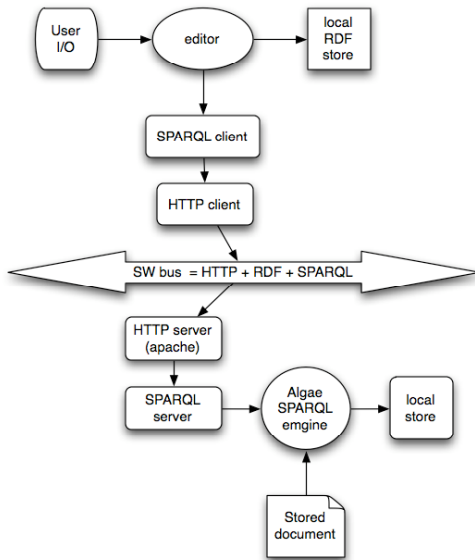 User
I/O
editor
local
RDF
store
SPARQL client
HTTP client
SW bus = HTTP + RDF + SPARQL
HTTP server
(apache)
SPARQL
server
Algae
SPARQL
emgine
local
store
Stored
document